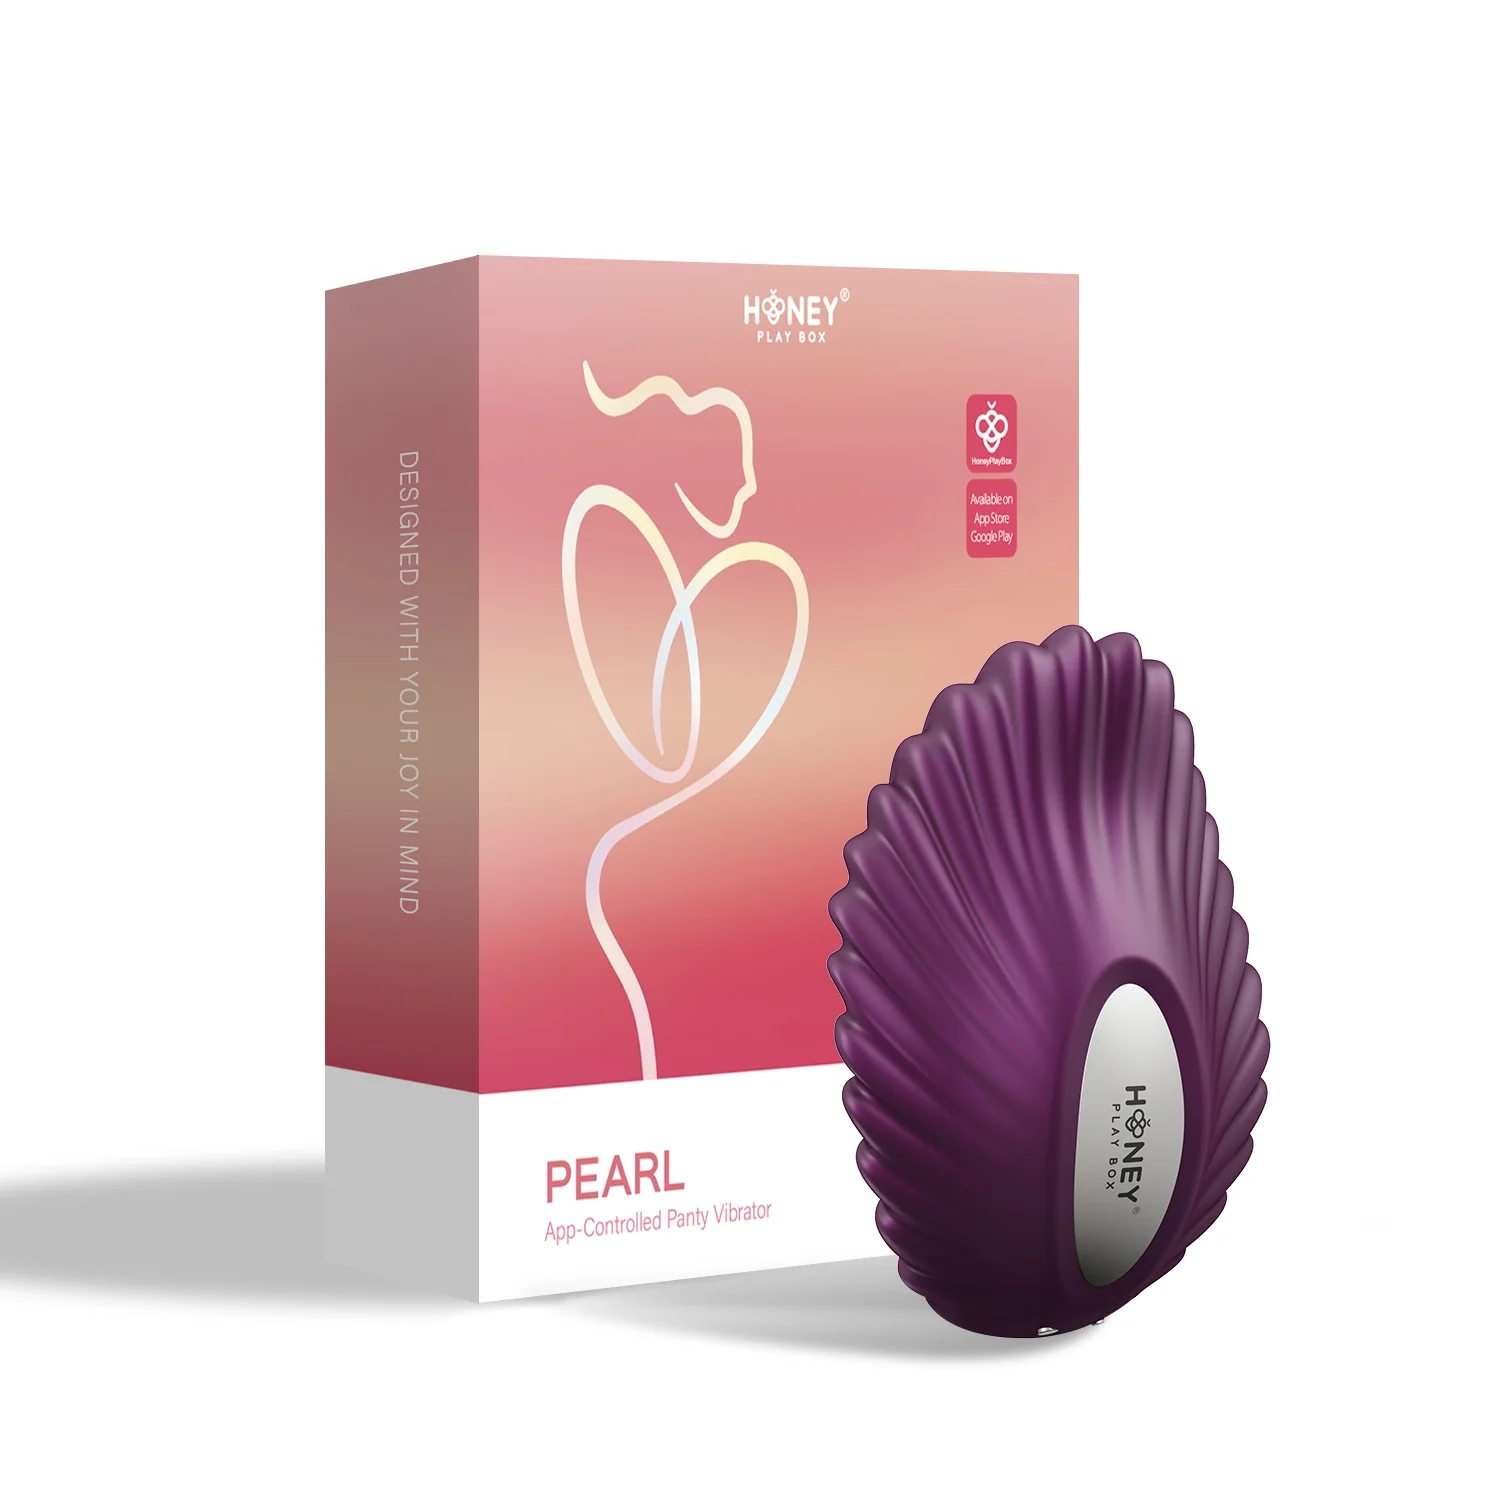 HONEY®
PLAY BOX
HoneyPlayBox
Available on
App Store
Google Play
DESIGNED WITH YOUR JOY IN MIND
PEARL
App-Controlled Panty Vibrator
HONEY®
PLAY BOX